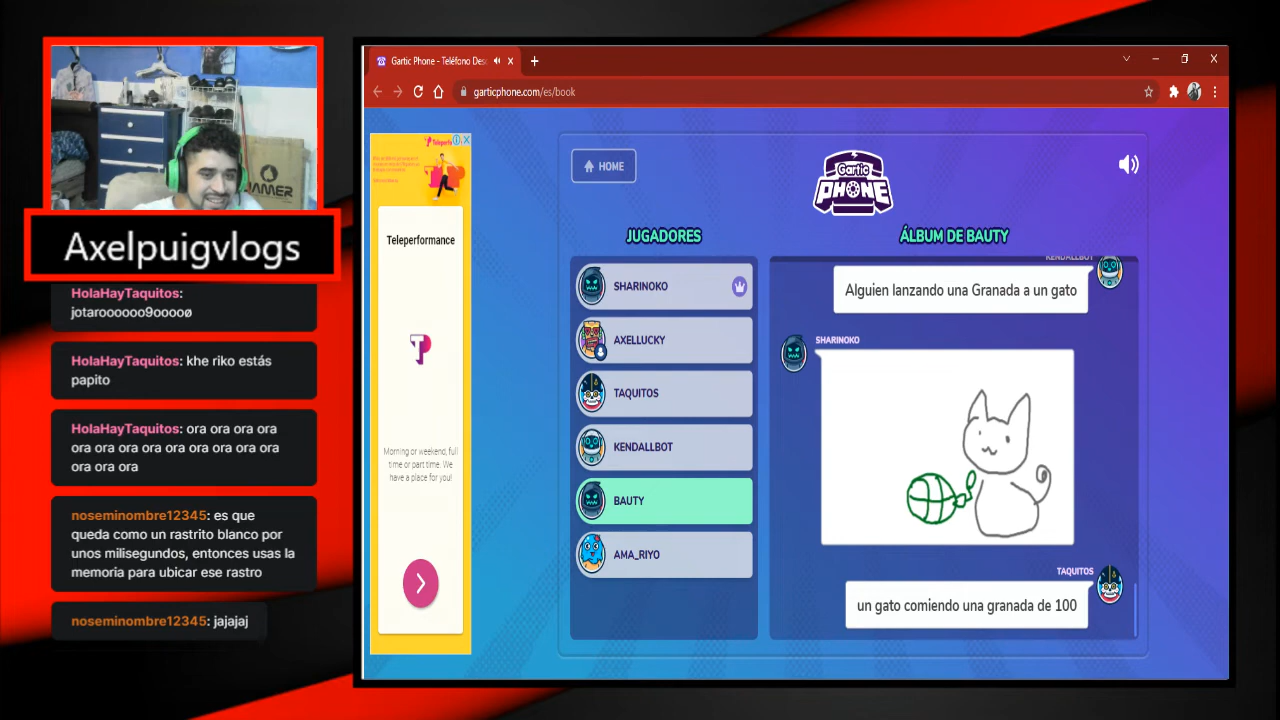 Axelpuigvlogs
HolaHayTaquitos:
jotaroooooo9ooooø
HolaHayTaquitos: khe riko estás
papito
HolaHayTaquitos: ora ora ora ora
ora ora ora ora ora ora ora ora
ora ora ora
noseminombre12345: es que
queda como un rastrito blanco por
unos milisegundos, entonces usas la
memoria para ubicar ese rastro
noseminombre12345: jajajaj
Gartic Phone - Teléfono Des
garticphone.com/es/book
Teleperformance
Morning or weekend, full
time or part time. We
have a place for you!
HOME
Gartic
PHONE
JUGADORES
SHARINOKO
AXELLUCKY
TAQUITOS
KENDALLBOT
BAUTY
AMA_RIYO
ÁLBUM DE BAUTY
KENDALLBOT
Alguien lanzando una Granada a un gato
SHARINOKO
TAQUITOS
un gato comiendo una granada de 100